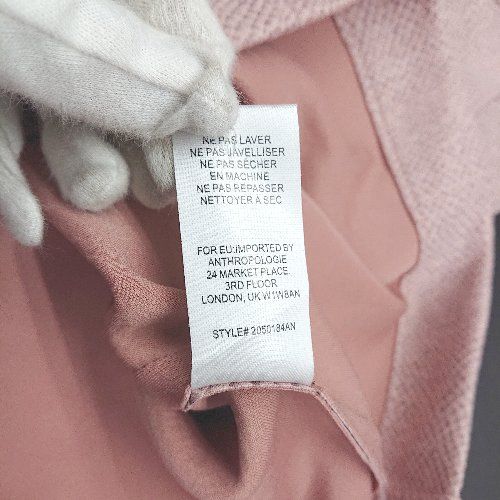 NE PAS LAVER
NE PAS JAVELLISER
NE PAS SÉCHER
EN MACHINE
NE PAS REPASSER
NETTOYER A SEC
FOR EU:IMPORTED BY
ANTHROPOLOGIE
24 MARKET PLACE,
3RD FLOOR
LONDON, UK W1W8AN
STYLE# 2050184AN